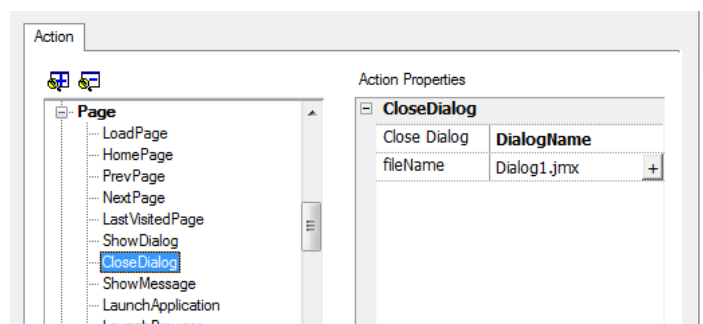 Action
Action Properties
Page
LoadPage
HomePage
PrevPage
NextPage
LastVisitedPage
ShowDialog
CloseDialog
ShowMessage
LaunchApplication
CloseDialog
Close Dialog DialogName
fileName Dialog1.jmx +